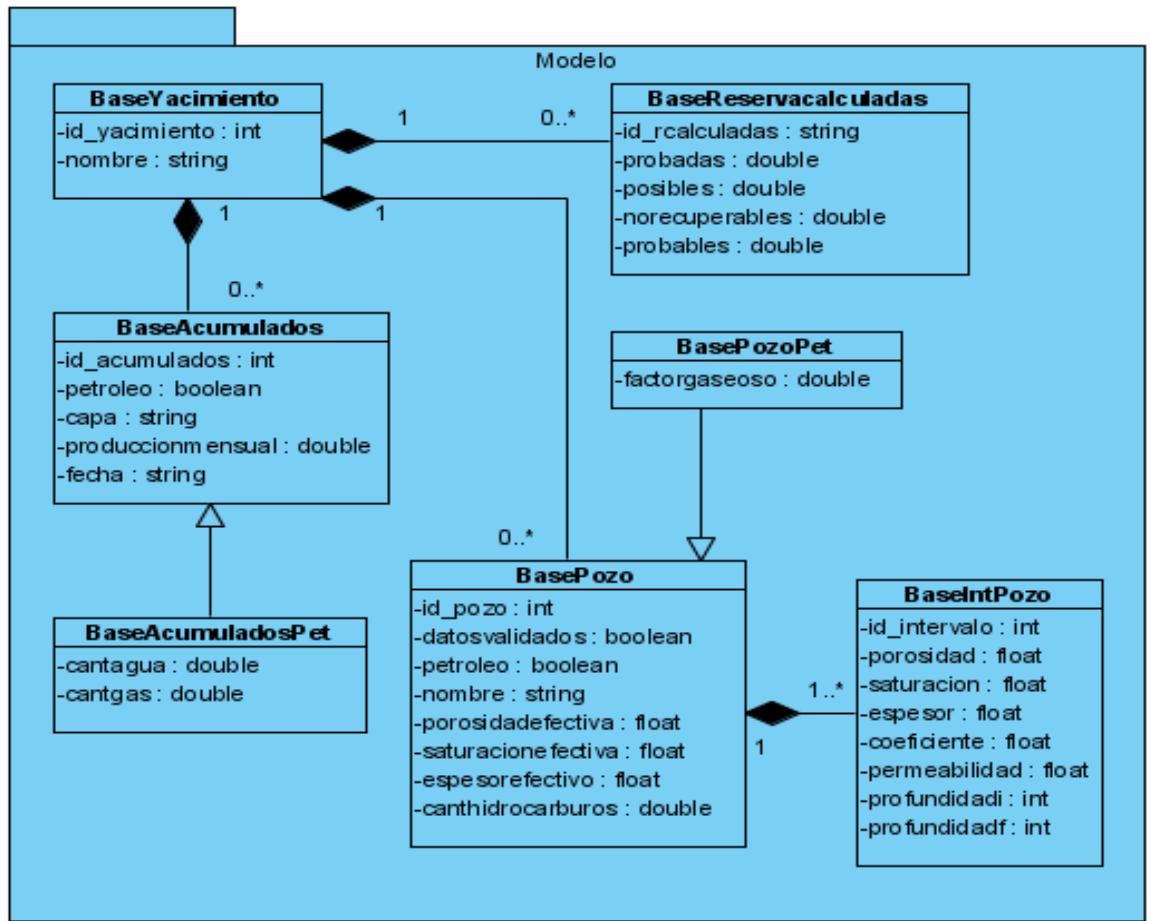 Modelo
BaseYacimiento
-id_yacimiento : int
-nombre : string
1
0..*
BaseReservacalculadas
-id_rcalculadas : string
-probadas : double
-posibles : double
-norecuperables : double
-probables : double
1
1
0..*
BaseAcumulados
-id_acumulados : int
-petroleo : boolean
-capa : string
-produccionmensual : double
-fecha : string
BasePozoPet
-factorgaseoso : double
0..*
BaseAcumuladosPet
-cantagua : double
-cantgas : double
BasePozo
-id_pozo : int
-datosvalidados : boolean
-petroleo : boolean
-nombre : string
-porosidadefectiva : float
-saturacionefectiva : float
-espesorefectivo : float
-canthidrocarburos : double
1..*
1
BaseIntPozo
-id_intervalo : int
-porosidad : float
-saturacion : float
-espesor : float
-coeficiente : float
-permeabilidad : float
-profundidadi : int
-profundidadf : int